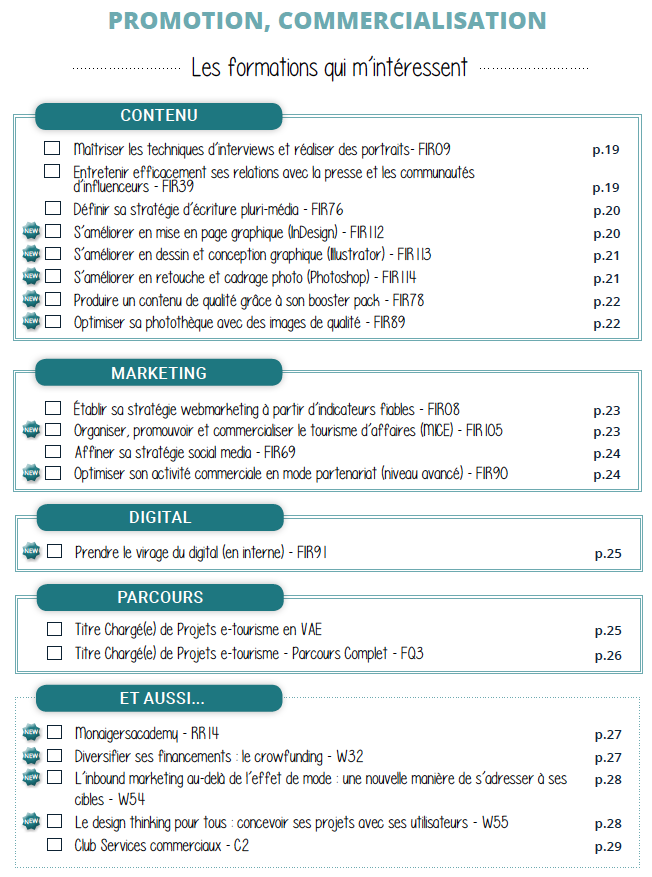 PROMOTION, COMMERCIALISATION
Les formations qui m'intéressent
CONTENU
Maîtriser les techniques d'interviews et réaliser des portraits- FIR09 p.19
Entretenir efficacement ses relations avec la presse et les communautés
d'influenceurs - FIR39 p.19
Définir sa stratégie d'écriture pluri-média - FIR76 p.20
NEW! S'améliorer en mise en page graphique (InDesign) - FIR112 p.20
NEW! S'améliorer en dessin et conception graphique (Illustrator) - FIR113 p.21
NEW! S'améliorer en retouche et cadrage photo (Photoshop) - FIR114 p.21
NEW! Produire un contenu de qualité grâce à son booster pack - FIR78 p.22
NEW! Optimiser sa photothèque avec des images de qualité - FIR89 p.22
MARKETING
Établir sa stratégie webmarketing à partir d'indicateurs fiables - FIR08 p.23
NEW! Organiser, promouvoir et commercialiser le tourisme d'affaires (MICE) - FIR105 p.23
Affiner sa stratégie social media - FIR69 p.24
NEW! Optimiser son activité commerciale en mode partenariat (niveau avancé) - FIR90 p.24
DIGITAL
NEW! Prendre le virage du digital (en interne) - FIR91 p.25
PARCOURS
Titre Chargé(e) de Projets e-tourisme en VAE p.25
Titre Chargé(e) de Projets e-tourisme - Parcours Complet - FQ3 p.26
ET AUSSI...
NEW! Monaigersacademy - RR14 p.27
NEW! Diversifier ses financements : le crowfunding - W32 p.27
NEW! L'inbound marketing au-delà de l'effet de mode : une nouvelle manière de s'adresser à ses p.28
cibles - W54
NEW! Le design thinking pour tous : concevoir ses projets avec ses utilisateurs - W55 p.28
Club Services commerciaux - C2 p.29